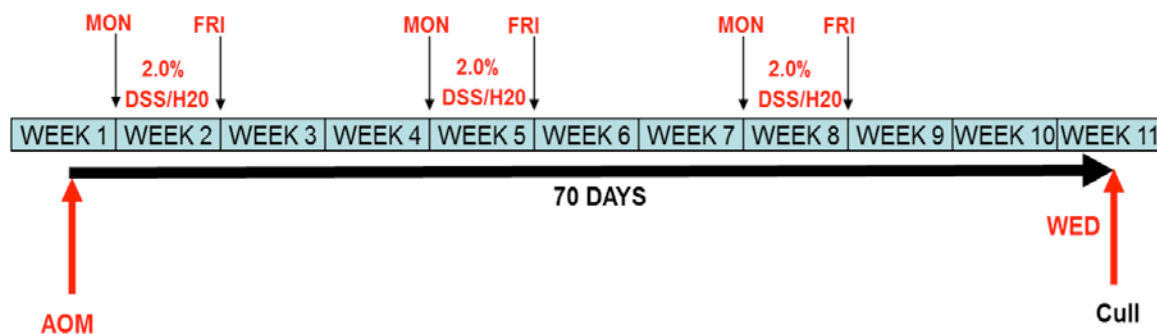 MON FRI MON FRI MON FRI
2.0% 2.0% 2.0%
DSS/H20 DSS/H20 DSS/H20
WEEK 1 WEEK 2 WEEK 3 WEEK 4 WEEK 5 WEEK 6 WEEK 7 WEEK 8 WEEK 9 WEEK 10 WEEK 11
70 DAYS
WED
AOM Cull